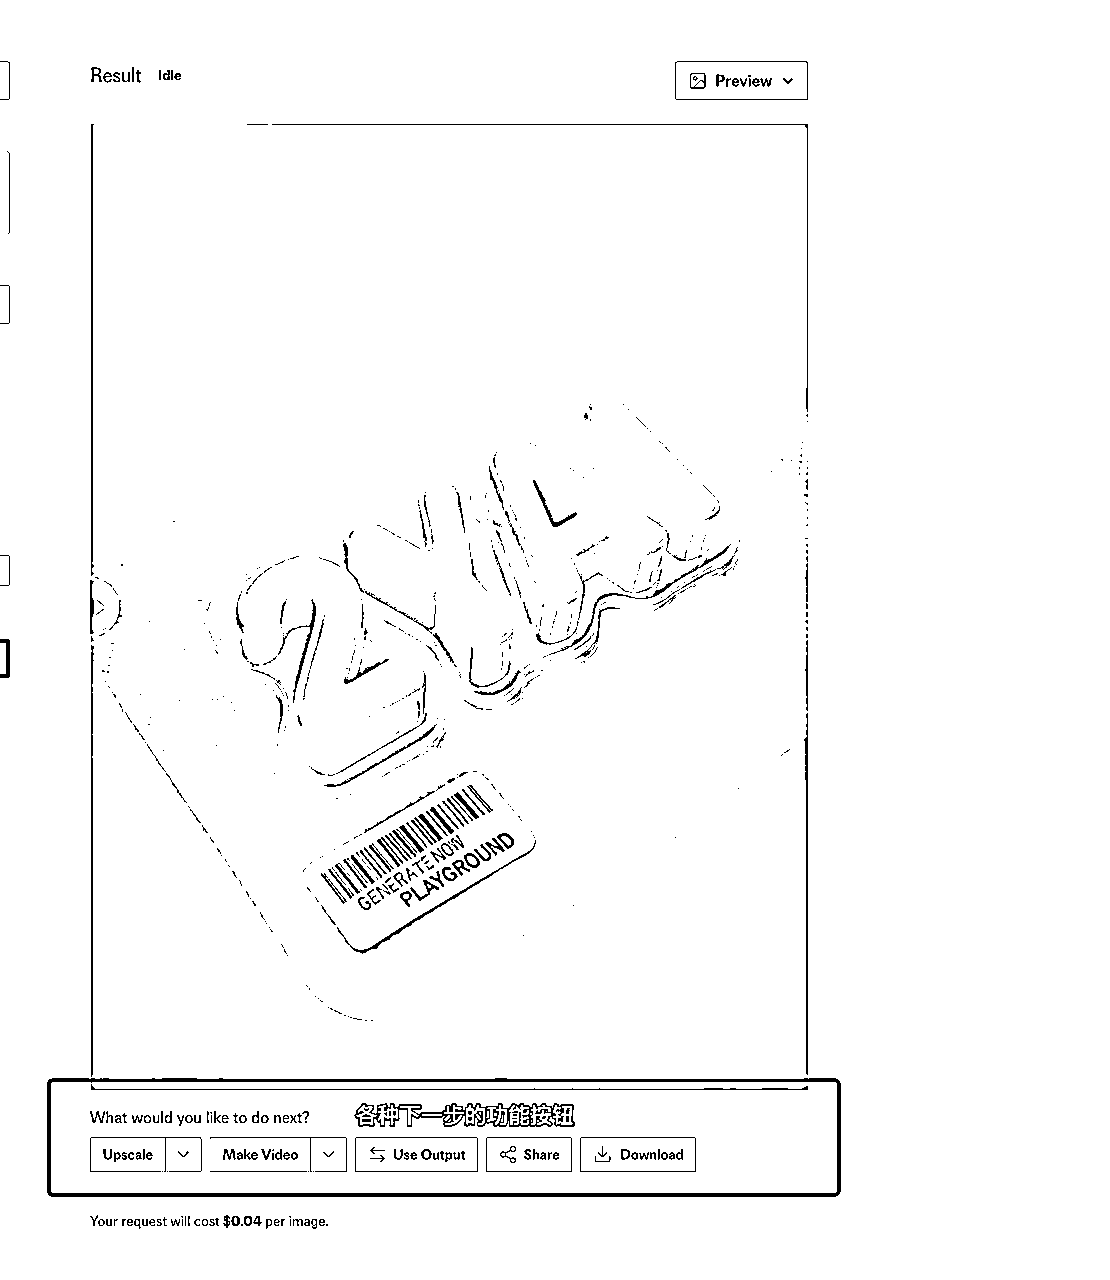 Result Idle
Preview
GENERATE NOW
PLAYGROUND
What would you like to do next?
各种下一步的功能按钮
Upscale
Make Video
Use Output
Share
Download
Your request will cost $0.04 per image.